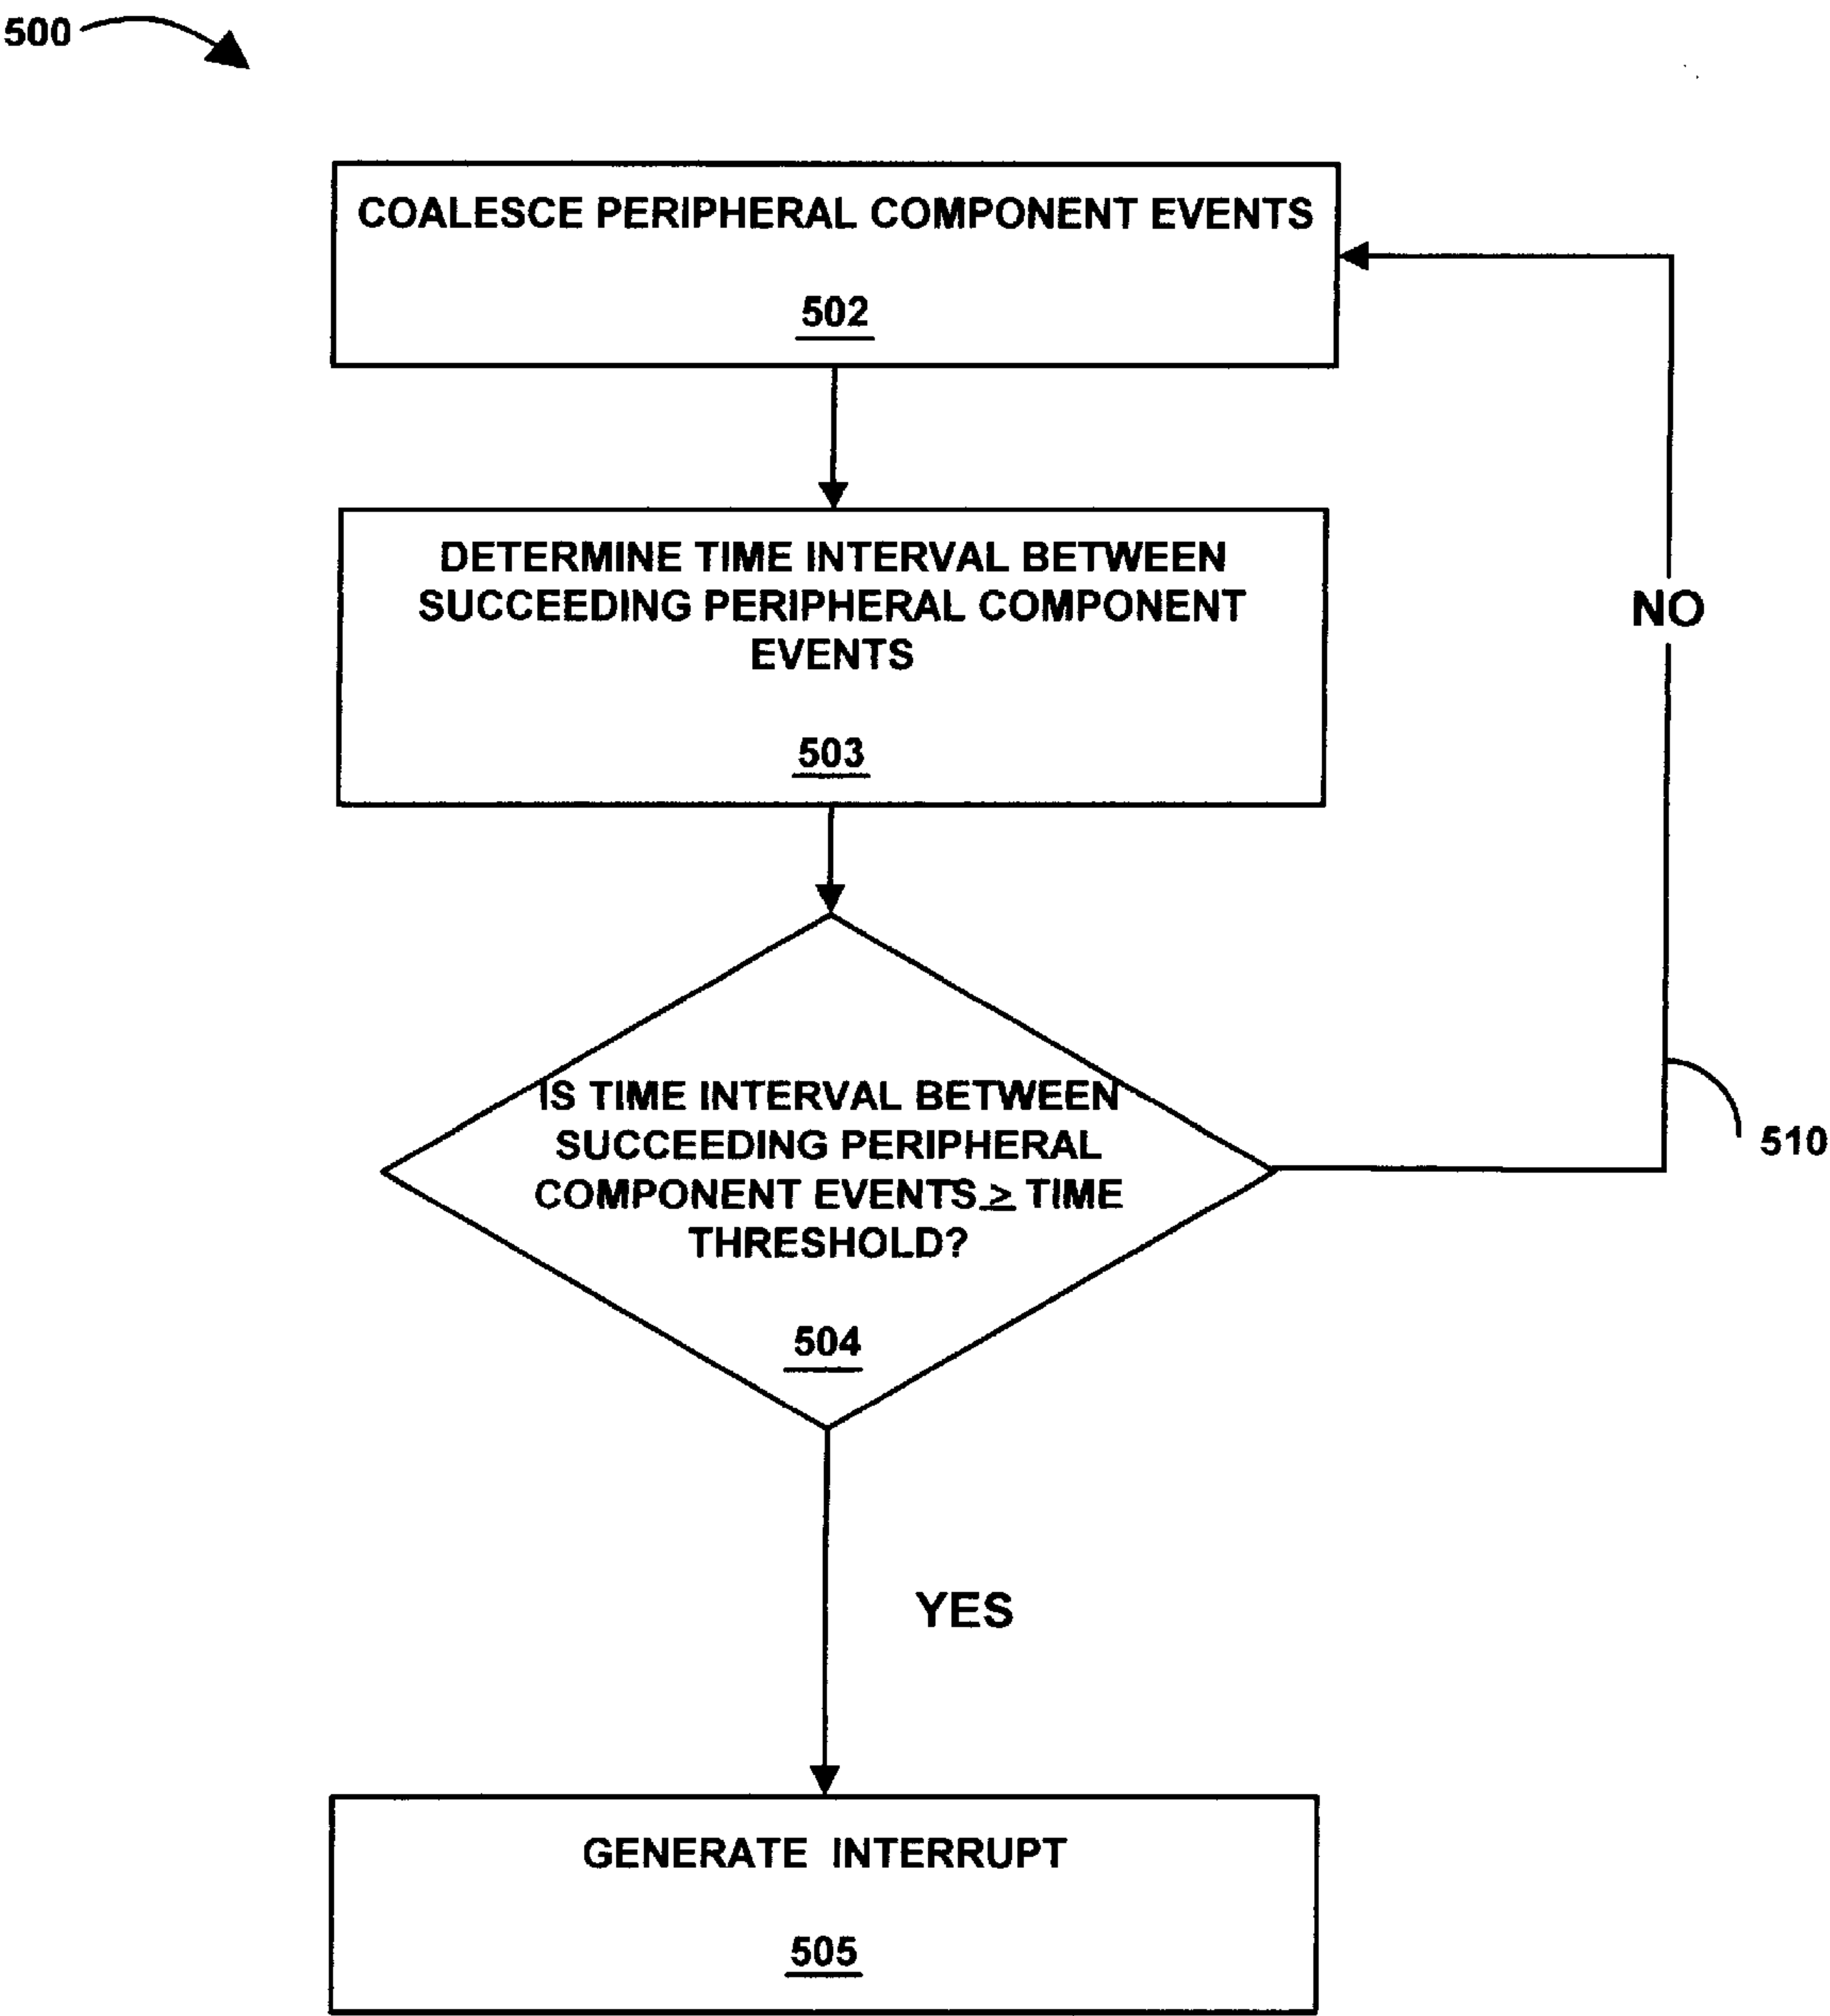 500
COALESCE PERIPHERAL COMPONENT EVENTS
502
DETERMINE TIME INTERVAL BETWEEN
SUCCEEDING PERIPHERAL COMPONENT
EVENTS
503
NO
IS TIME INTERVAL BETWEEN
SUCCEEDING PERIPHERAL
COMPONENT EVENTS ≥ TIME
THRESHOLD?
504
510
YES
GENERATE INTERRUPT
505